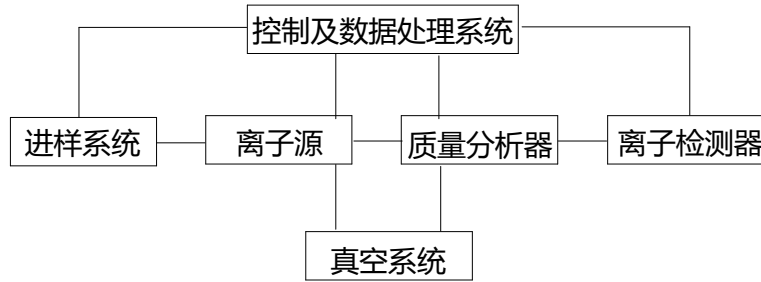 控制及数据处理系统
进样系统
离子源
质量分析器
离子检测器
真空系统